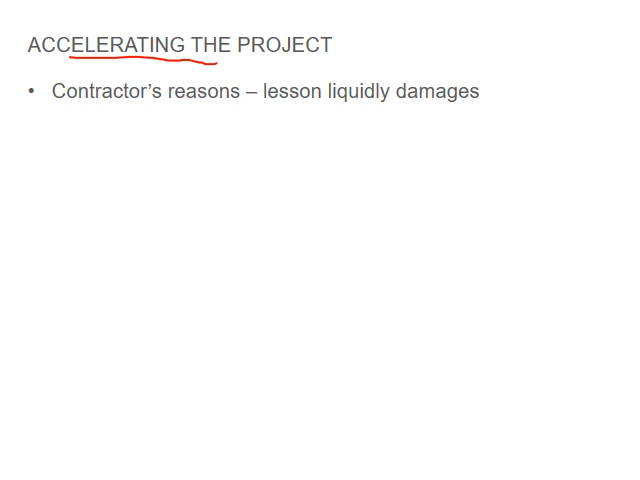 ACCELERATING THE PROJECT
• Contractor’s reasons – lesson liquidly damages